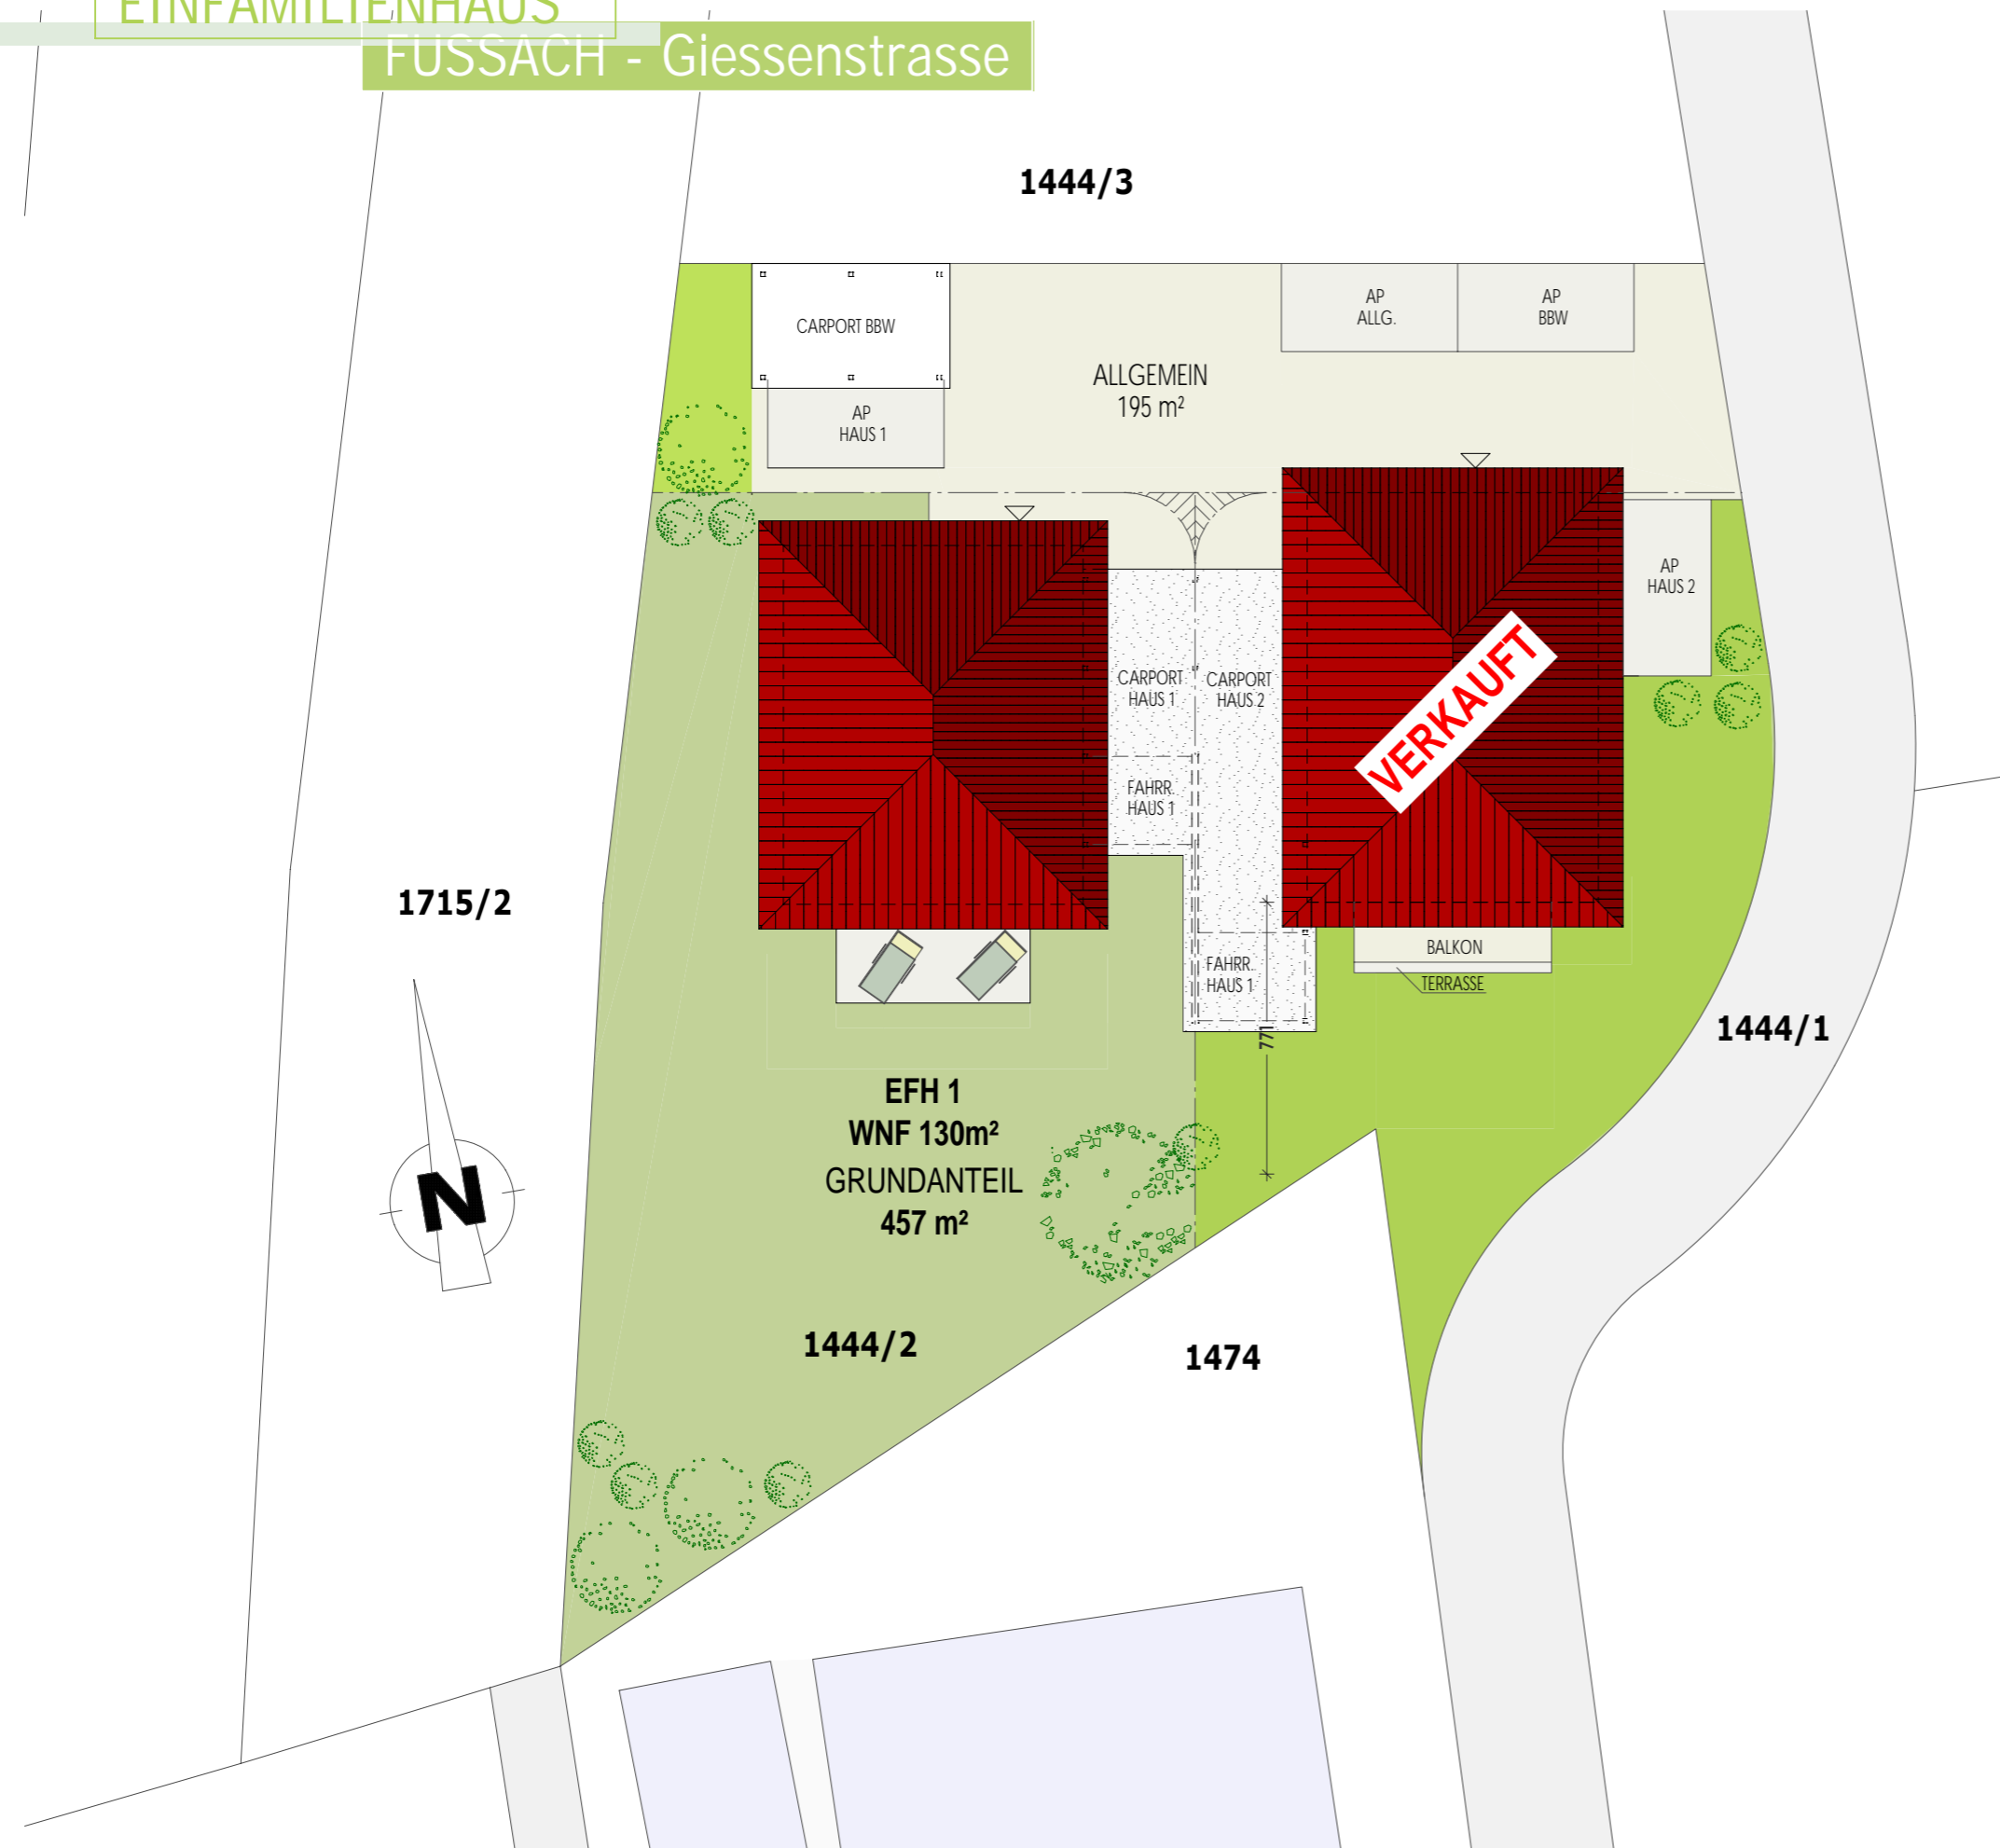 EINFAMILIENHAUS
FUSSACH - Giessenstrasse
1444/3
CARPORT BBW
AP
HAUS 1
ALLGEMEIN
195 m²
AP
ALLG.
AP
BBW
AP
HAUS 2
CARPORT
HAUS 1
CARPORT
HAUS 2
FAHRR.
HAUS 1
VERKAUFT
1715/2
BALKON
TERRASSE
FAHRR.
HAUS 1
771
1444/1
EFH 1
WNF 130m²
GRUNDANTEIL
457 m²
N
1444/2
1474